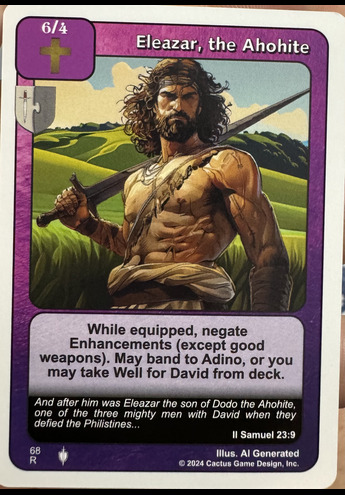 6/4
Eleazar, the Ahohite
While equipped, negate
Enhancements (except good
weapons). May band to Adino, or you
may take Well for David from deck.
And after him was Eleazar the son of Dodo the Ahohite,
one of the three mighty men with David when they
defied the Philistines...
II Samuel 23:9
68
R
Illus. AI Generated
© 2024 Cactus Game Design, Inc.